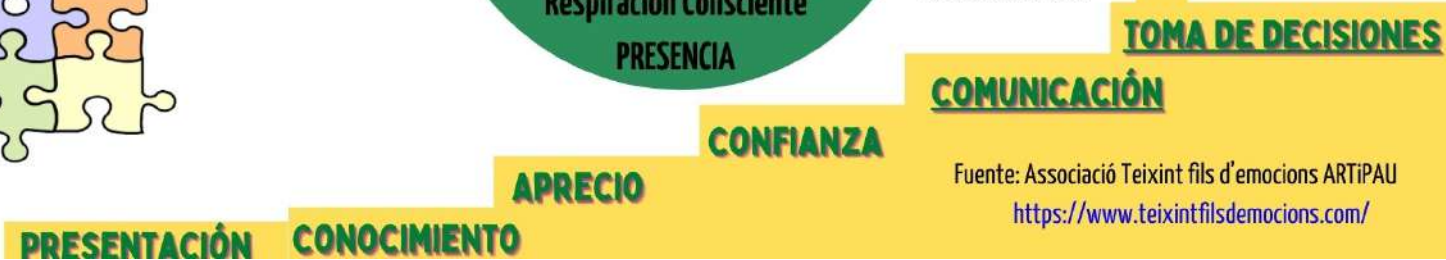 Respiración Consciente
PRESENCIA
TOMA DE DECISIONES
COMUNICACIÓN
CONFIANZA
APRECIO
CONOCIMIENTO
PRESENTACIÓN
Fuente: Associació Teixint fils d'emocions ARTiPAU
https://www.teixintfilsdemocions.com/